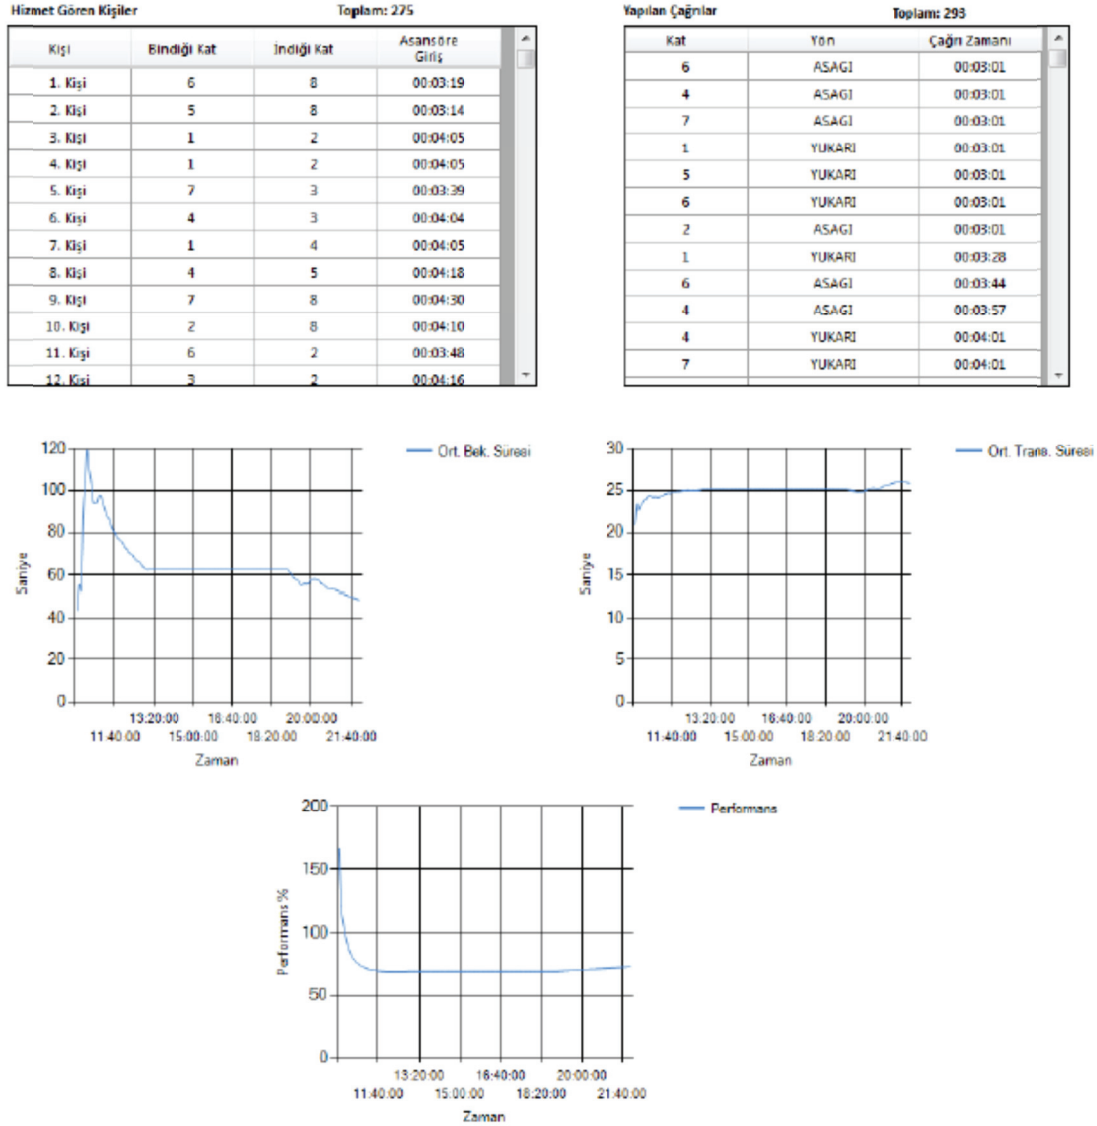 Hizmet Gören Kişiler Toplam: 275
Kişi Bindiği Kat İndiği Kat Asansöre Giriş
1. Kişi 6 8 00:03:19
2. Kişi 5 8 00:03:14
3. Kişi 1 2 00:04:05
4. Kişi 1 2 00:04:05
5. Kişi 7 3 00:03:39
6. Kişi 4 3 00:04:04
7. Kişi 1 4 00:04:05
8. Kişi 4 5 00:04:18
9. Kişi 7 8 00:04:30
10. Kişi 2 8 00:04:10
11. Kişi 6 2 00:03:48
12. Kişi 3 2 00:04:16
Yapılan Çağrılar Toplam: 293
Kat Yön Çağrı Zamanı
6 ASAGI 00:03:01
4 ASAGI 00:03:01
7 ASAGI 00:03:01
1 YUKARI 00:03:01
5 YUKARI 00:03:01
6 YUKARI 00:03:01
2 ASAGI 00:03:01
1 YUKARI 00:03:28
6 ASAGI 00:03:44
4 ASAGI 00:03:57
4 YUKARI 00:04:01
7 YUKARI 00:04:01
Ort. Bek. Süresi
120
100
80
60
40
20
0
Saniye
13:20:00 16:40:00 20:00:00
11:40:00 15:00:00 18:20:00 21:40:00
Zaman
Ort. Trans. Süresi
30
25
20
15
10
5
0
Saniye
13:20:00 16:40:00 20:00:00
11:40:00 15:00:00 18:20:00 21:40:00
Zaman
Performans
200
150
100
50
0
Performans %
13:20:00 16:40:00 20:00:00
11:40:00 15:00:00 18:20:00 21:40:00
Zaman